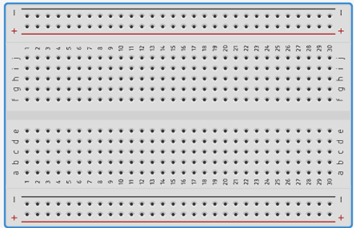 − −
+ +
1 2 3 4 5 6 7 8 9 10 11 12 13 14 15 16 17 18 19 20 21 22 23 24 25 26 27 28 29 30
j j
i i
h h
g g
f f
e e
d d
c c
b b
a a
1 2 3 4 5 6 7 8 9 10 11 12 13 14 15 16 17 18 19 20 21 22 23 24 25 26 27 28 29 30
− −
+ +